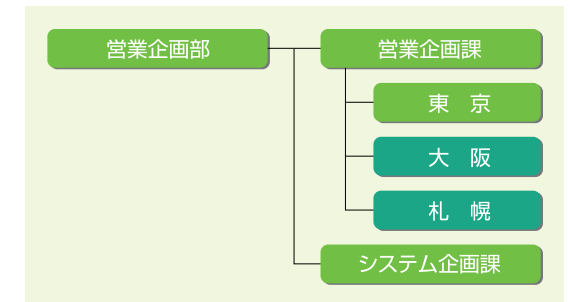 営業企画部
営業企画課
東　京
大　阪
札　幌
システム企画課